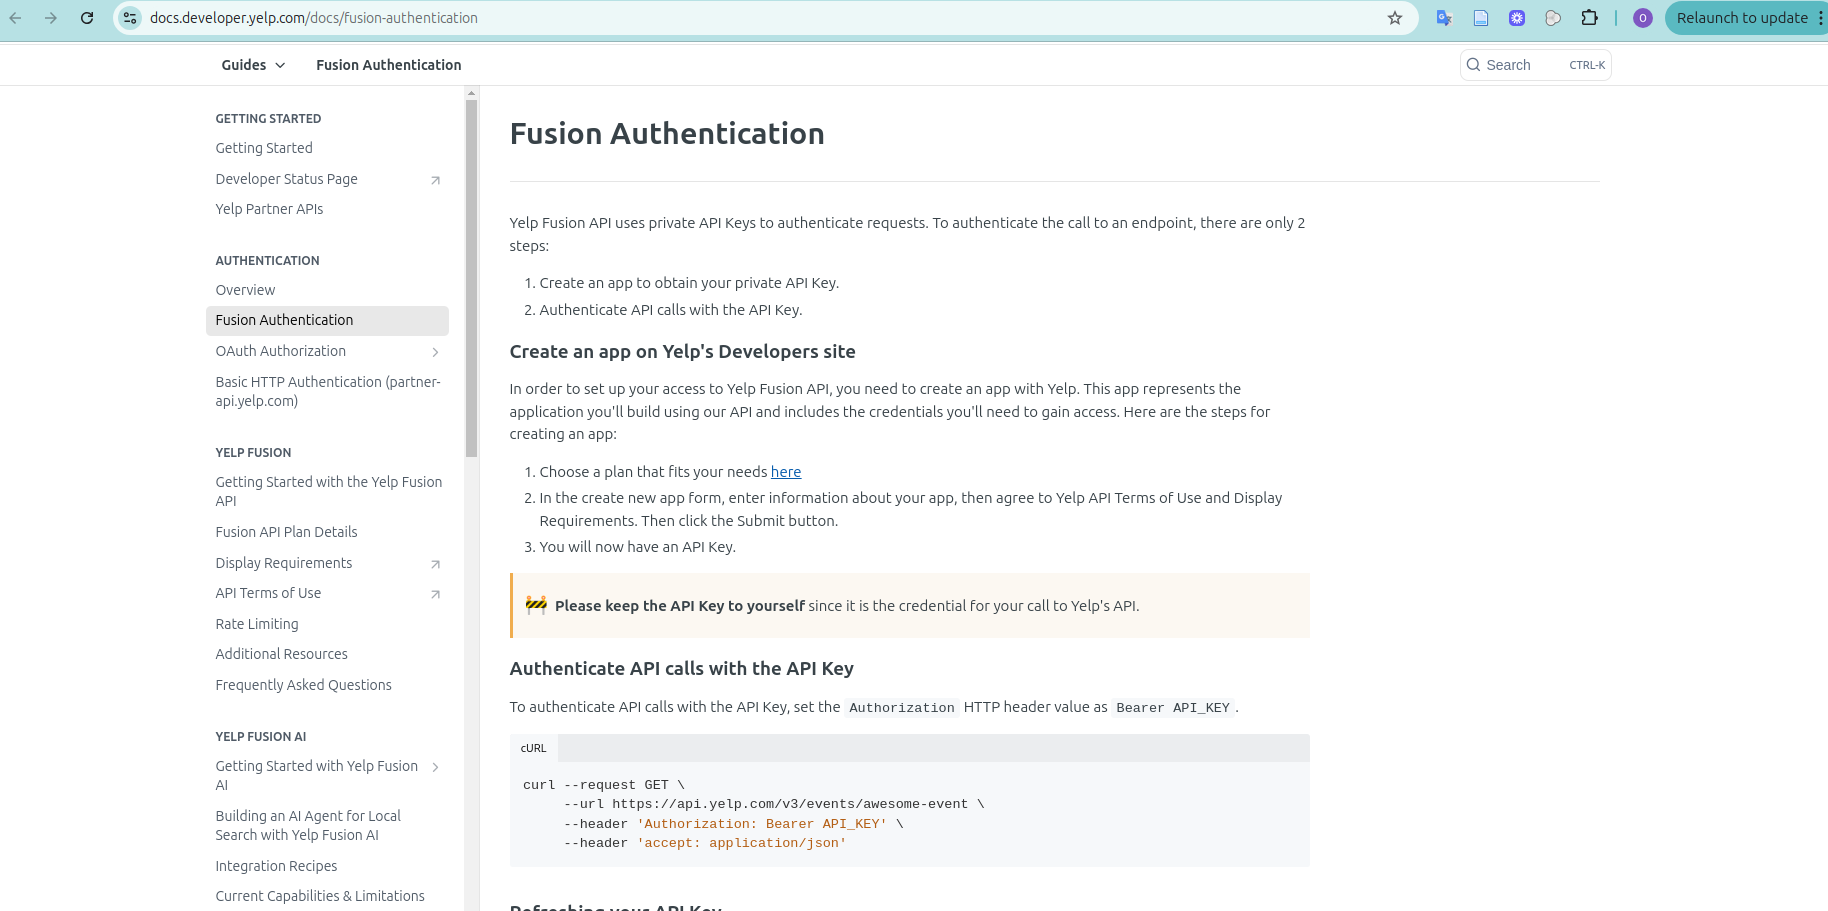 docs.developer.yelp.com/docs/fusion-authentication
O
Relaunch to update
Guides
Fusion Authentication
Search
CTRL-K
GETTING STARTED
Getting Started
Developer Status Page
Yelp Partner APIs
AUTHENTICATION
Overview
Fusion Authentication
OAuth Authorization
Basic HTTP Authentication (partner-
api.yelp.com)
YELP FUSION
Getting Started with the Yelp Fusion
API
Fusion API Plan Details
Display Requirements
API Terms of Use
Rate Limiting
Additional Resources
Frequently Asked Questions
YELP FUSION AI
Getting Started with Yelp Fusion
AI
Building an AI Agent for Local
Search with Yelp Fusion AI
Integration Recipes
Current Capabilities & Limitations
Fusion Authentication
Yelp Fusion API uses private API Keys to authenticate requests. To authenticate the call to an endpoint, there are only 2
steps:
1. Create an app to obtain your private API Key.
2. Authenticate API calls with the API Key.
Create an app on Yelp's Developers site
In order to set up your access to Yelp Fusion API, you need to create an app with Yelp. This app represents the
application you'll build using our API and includes the credentials you'll need to gain access. Here are the steps for
creating an app:
1. Choose a plan that fits your needs here
2. In the create new app form, enter information about your app, then agree to Yelp API Terms of Use and Display
Requirements. Then click the Submit button.
3. You will now have an API Key.
🚧 Please keep the API Key to yourself since it is the credential for your call to Yelp's API.
Authenticate API calls with the API Key
To authenticate API calls with the API Key, set the Authorization HTTP header value as Bearer API_KEY.
cURL
curl --request GET \
--url https://api.yelp.com/v3/events/awesome-event \
--header 'Authorization: Bearer API_KEY' \
--header 'accept: application/json'
Refreshing your API Key